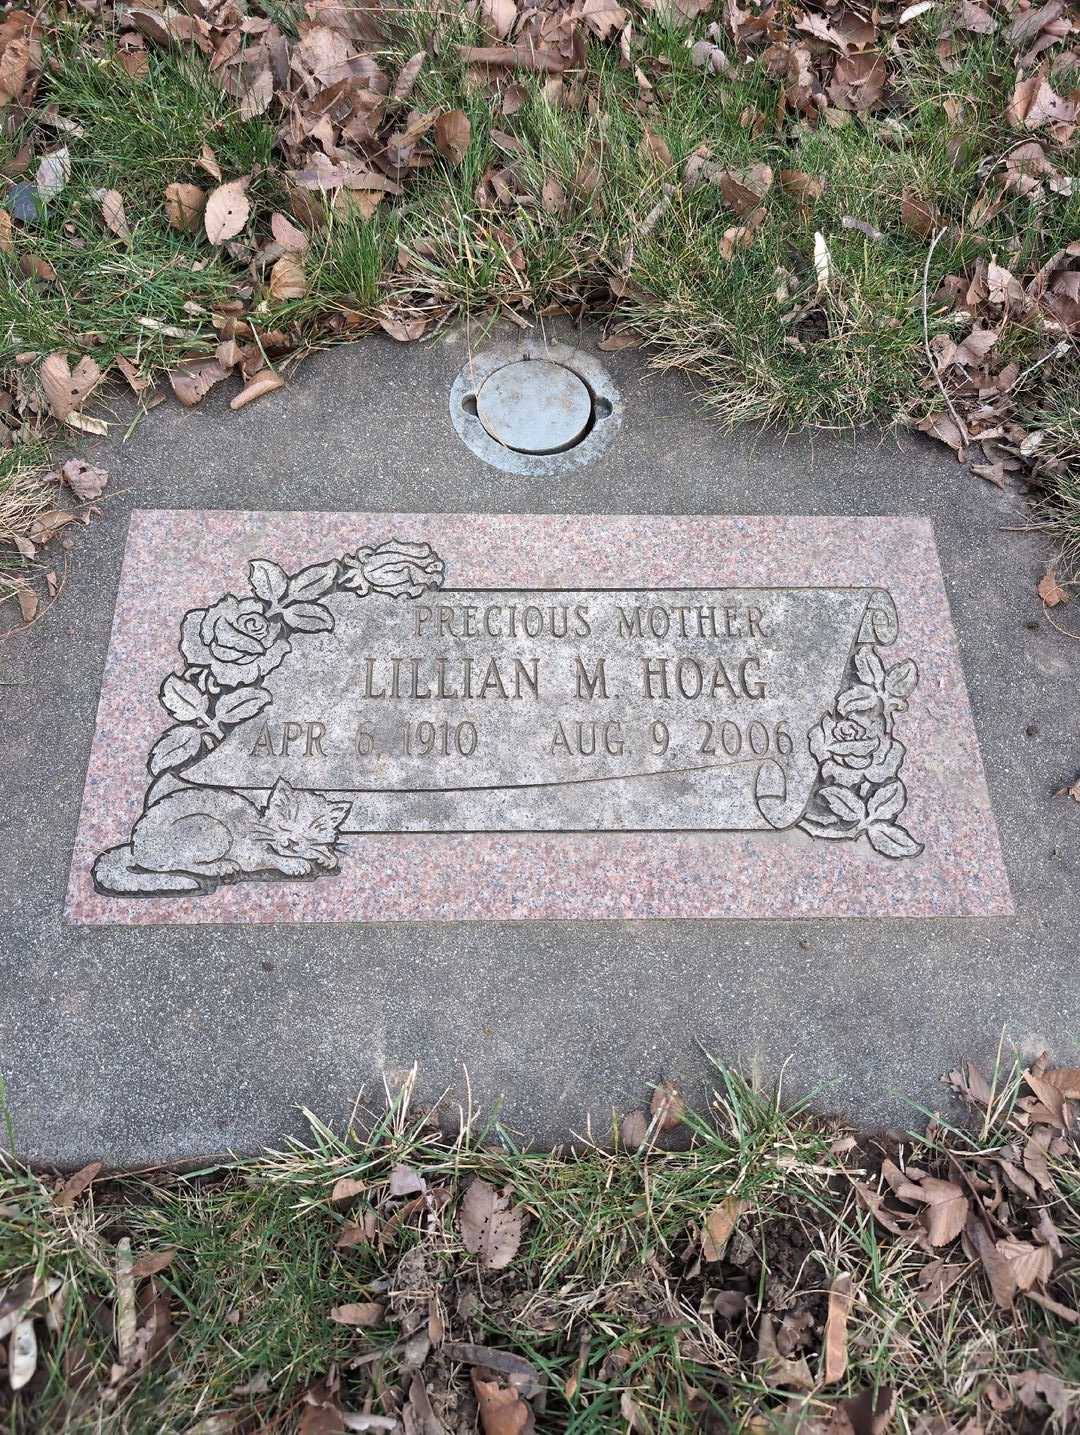 PRECIOUS MOTHER
LILLIAN M. HOAG
APR. 6, 1910 AUG. 9, 2006